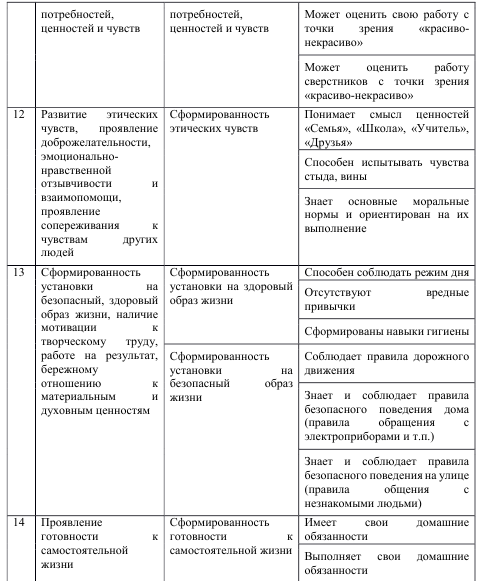 потребностей,
ценностей и чувств
потребностей,
ценностей и чувств
Может оценить свою работу с
точки зрения «красиво-
некрасиво»
Может оценить работу
сверстников с точки зрения
«красиво-некрасиво»
12
Развитие этических
чувств, проявление
доброжелательности,
эмоционально-
нравственной
отзывчивости и
взаимопомощи,
проявление
сопереживания к
чувствам других
людей
Сформированность
этических чувств
Понимает смысл ценностей
«Семья», «Школа», «Учитель»,
«Друзья»
Способен испытывать чувства
стыда, вины
Знает основные моральные
нормы и ориентирован на их
выполнение
13
Сформированность
установки на
безопасный, здоровый
образ жизни, наличие
мотивации к
творческому труду,
работе на результат,
бережному
отношению к
материальным и
духовным ценностям
Сформированность
установки на здоровый
образ жизни
Способен соблюдать режим дня
Отсутствуют вредные
привычки
Сформированы навыки гигиены
Сформированность
установки на
безопасный образ
жизни
Соблюдает правила дорожного
движения
Знает и соблюдает правила
безопасного поведения дома
(правила обращения с
электроприборами и т.п.)
Знает и соблюдает правила
безопасного поведения на улице
(правила общения с
незнакомыми людьми)
14
Проявление
готовности к
самостоятельной
жизни
Сформированность
готовности к
самостоятельной жизни
Имеет свои домашние
обязанности
Выполняет свои домашние
обязанности